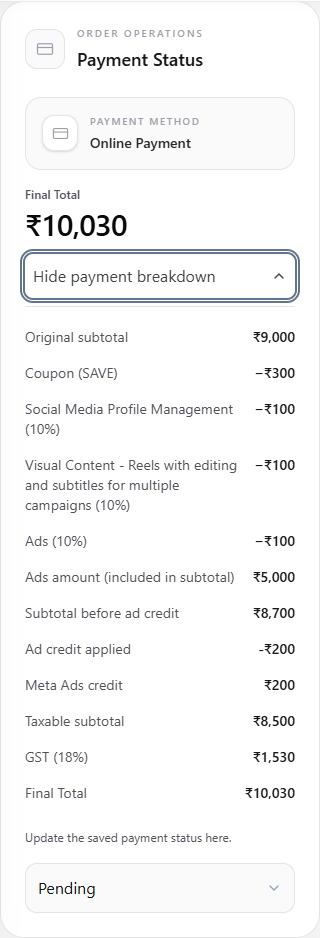 ORDER OPERATIONS
Payment Status
PAYMENT METHOD
Online Payment
Final Total
₹10,030
Hide payment breakdown
Original subtotal ₹9,000
Coupon (SAVE) −₹300
Social Media Profile Management −₹100
(10%)
Visual Content - Reels with editing −₹100
and subtitles for multiple
campaigns (10%)
Ads (10%) −₹100
Ads amount (included in subtotal) ₹5,000
Subtotal before ad credit ₹8,700
Ad credit applied -₹200
Meta Ads credit ₹200
Taxable subtotal ₹8,500
GST (18%) ₹1,530
Final Total ₹10,030
Update the saved payment status here.
Pending